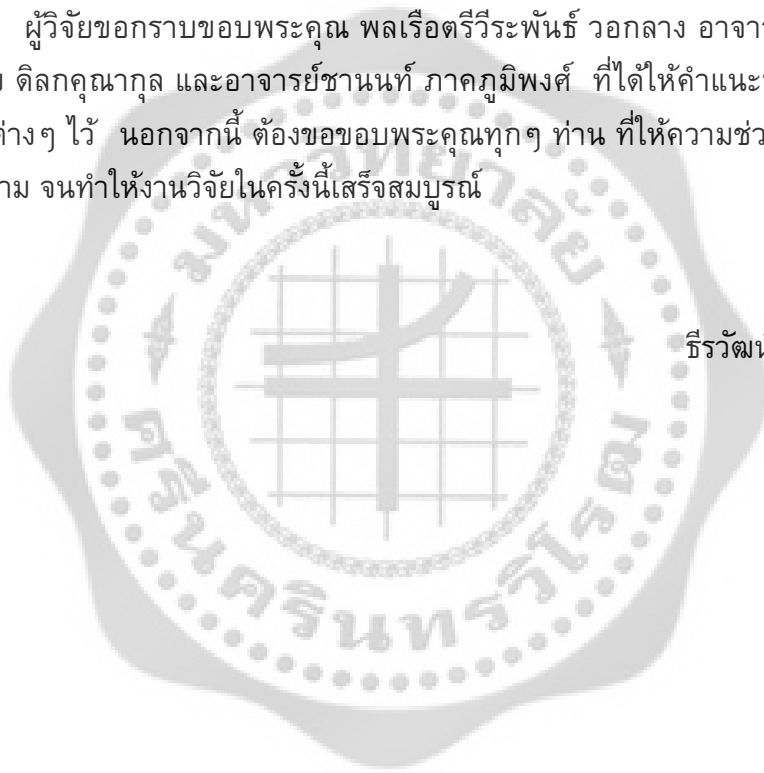 ผู้วิจัยขอกราบขอบพระคุณ พลเรือตรีวีระพันธ์ วอกลาง อาจาร
ย ดิลกคุณากุล และอาจารย์ชานนท์ ภาคภูมิพงศ์ ที่ได้ให้คำแนะ
ต่างๆ ไว้ นอกจากนี้ ต้องขอขอบพระคุณทุกๆ ท่าน ที่ให้ความช่ว
าม จนทำให้งานวิจัยในครั้งนี้เสร็จสมบูรณ์
มหาวิทยาลัย
ธีรวัฒน
ศรีนครินทรวิโรฒ